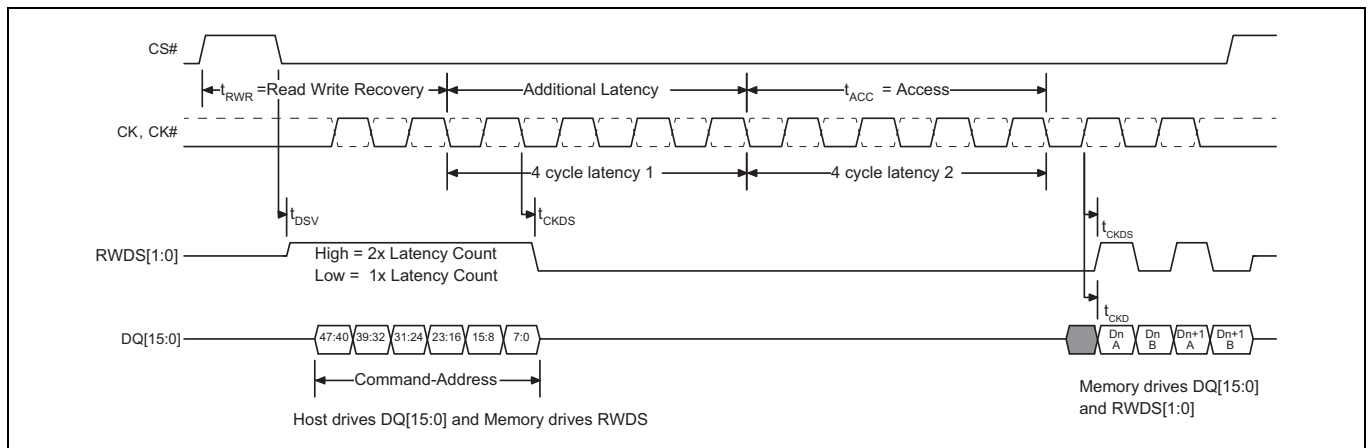 CS#
tRWR =Read Write Recovery
Additional Latency
tACC = Access
CK, CK#
4 cycle latency 1
4 cycle latency 2
tDSV
tCKDS
tCKDS
RWDS[1:0]
High = 2x Latency Count
Low = 1x Latency Count
tCKD
DQ[15:0]
47:40 39:32 31:24 23:16 15:8 7:0
Dn A Dn B Dn+1 A Dn+1 B
Command-Address
Memory drives DQ[15:0]
and RWDS[1:0]
Host drives DQ[15:0] and Memory drives RWDS